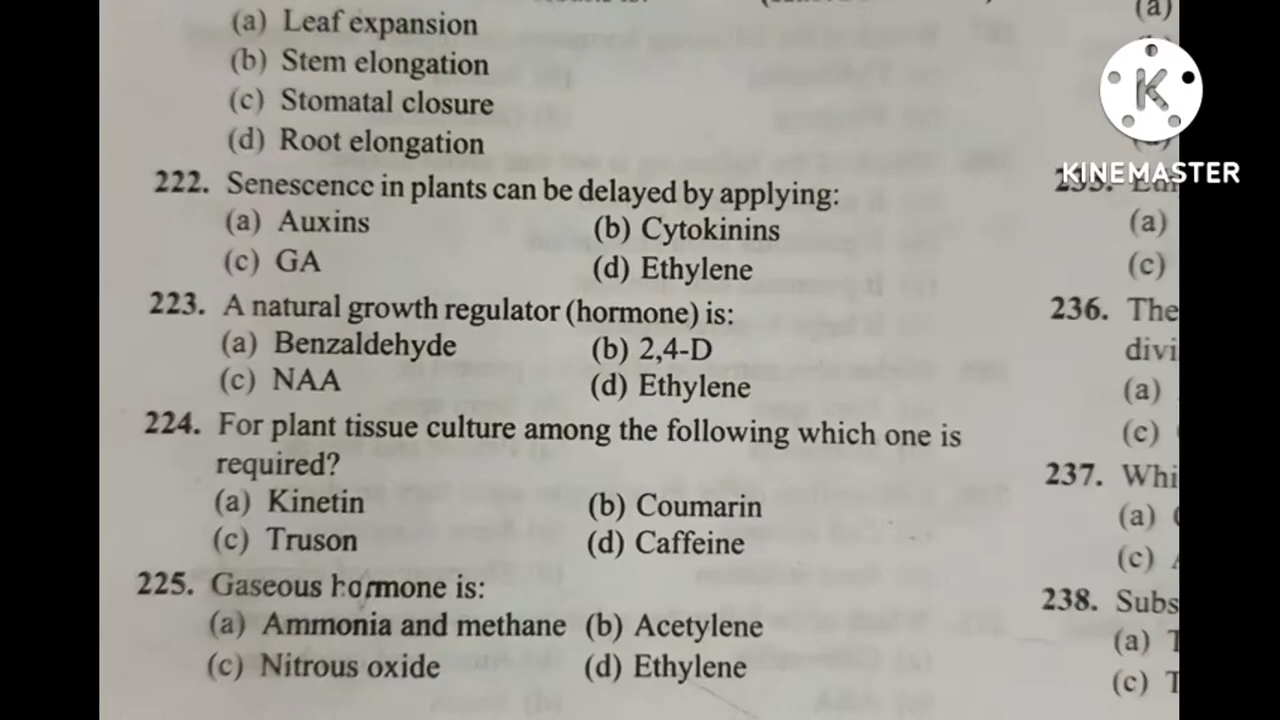 (a) Leaf expansion
(b) Stem elongation
(c) Stomatal closure
(d) Root elongation
222. Senescence in plants can be delayed by applying:
(a) Auxins (b) Cytokinins
(c) GA (d) Ethylene
223. A natural growth regulator (hormone) is:
(a) Benzaldehyde (b) 2,4-D
(c) NAA (d) Ethylene
224. For plant tissue culture among the following which one is
required?
(a) Kinetin (b) Coumarin
(c) Truson (d) Caffeine
225. Gaseous hormone is:
(a) Ammonia and methane (b) Acetylene
(c) Nitrous oxide (d) Ethylene
(a)
K
KINEMASTER
(a)
(c)
236. The
divi
(a)
(c)
237. Whi
(a)
(c)
238. Subs
(a) T
(c) T